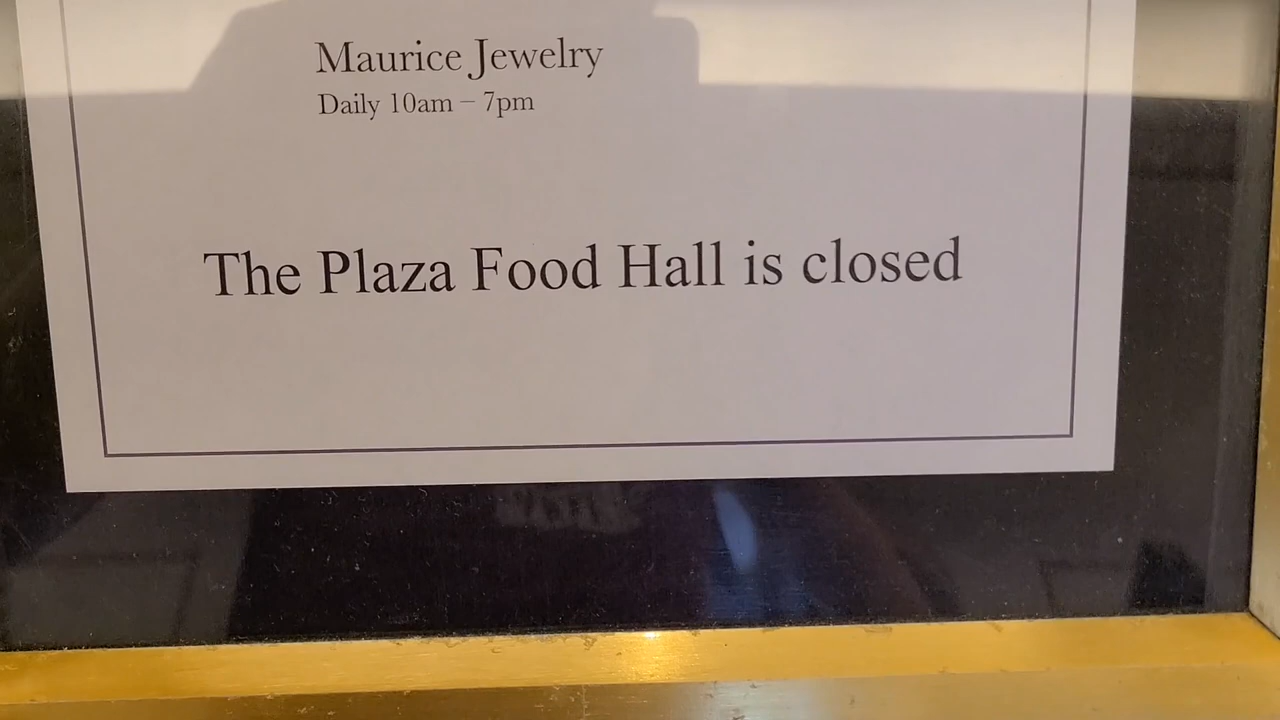 Maurice Jewelry
Daily 10am – 7pm
The Plaza Food Hall is closed